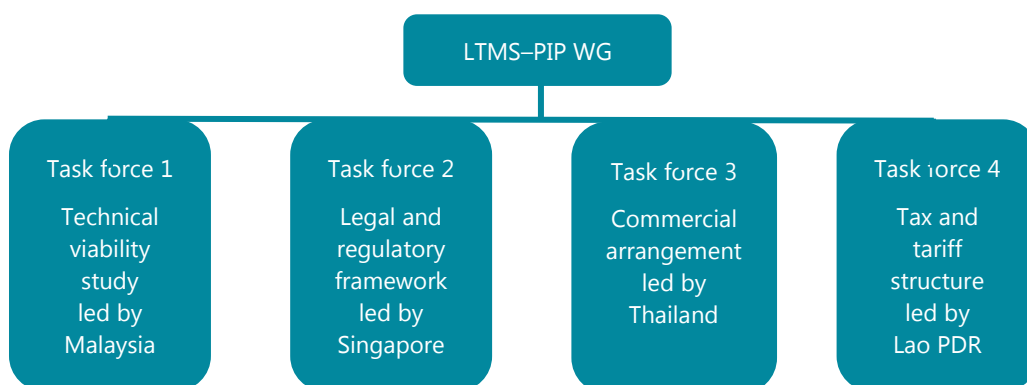 LTMS–PIP WG
Task force 1
Technical
viability
study
led by
Malaysia
Task force 2
Legal and
regulatory
framework
led by
Singapore
Task force 3
Commercial
arrangement
led by
Thailand
Task force 4
Tax and
tariff
structure
led by
Lao PDR